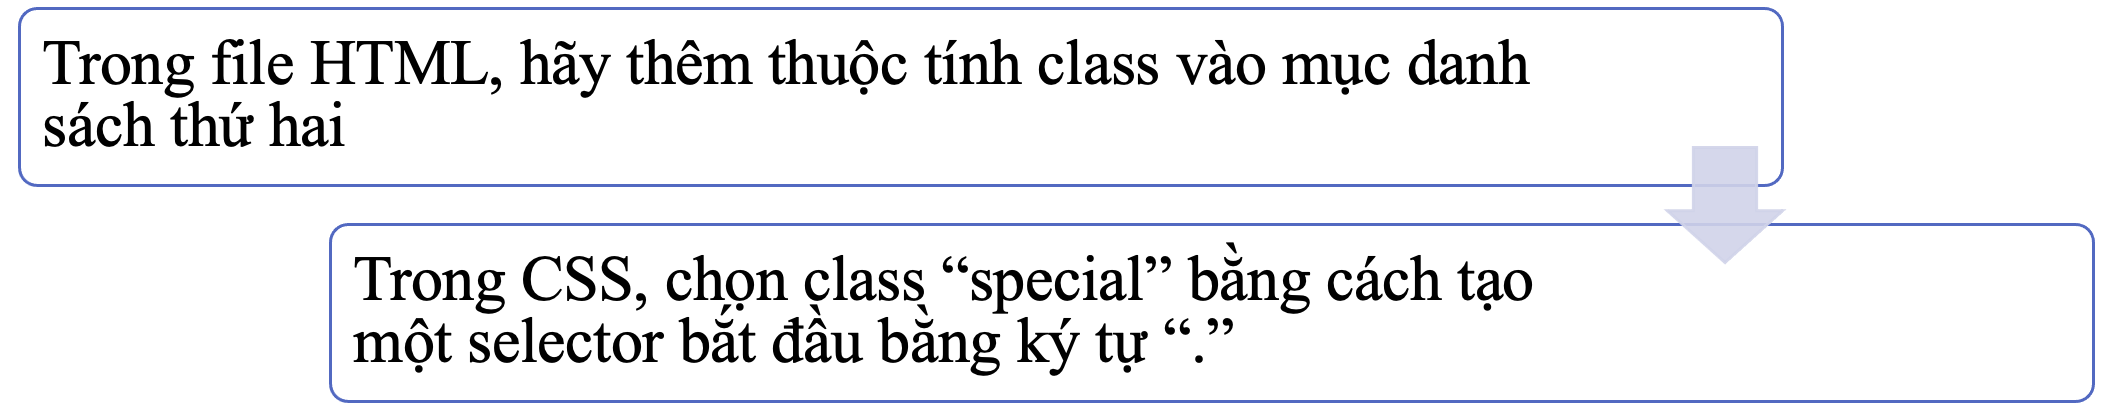 Trong file HTML, hãy thêm thuộc tính class vào mục danh
sách thứ hai
Trong CSS, chọn class “special” bằng cách tạo
một selector bắt đầu bằng ký tự “.”